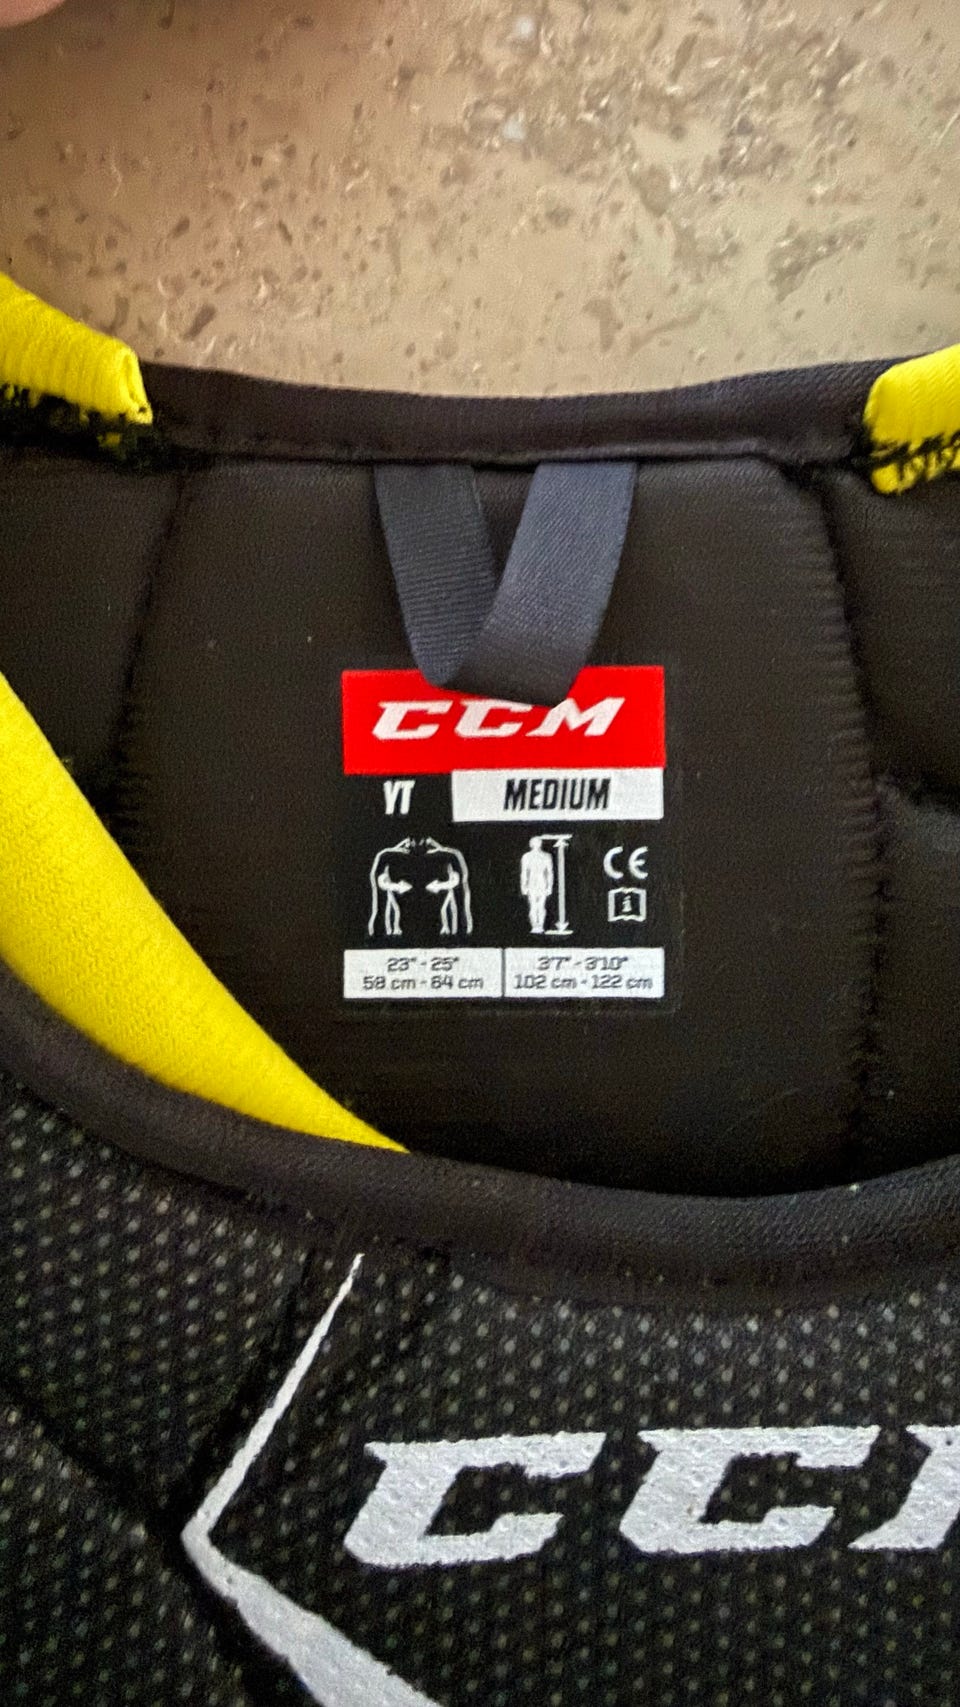 CCM
YT MEDIUM
CE
i
23" - 25" 3'7" - 3'10"
58 cm - 64 cm 102 cm - 122 cm
CC